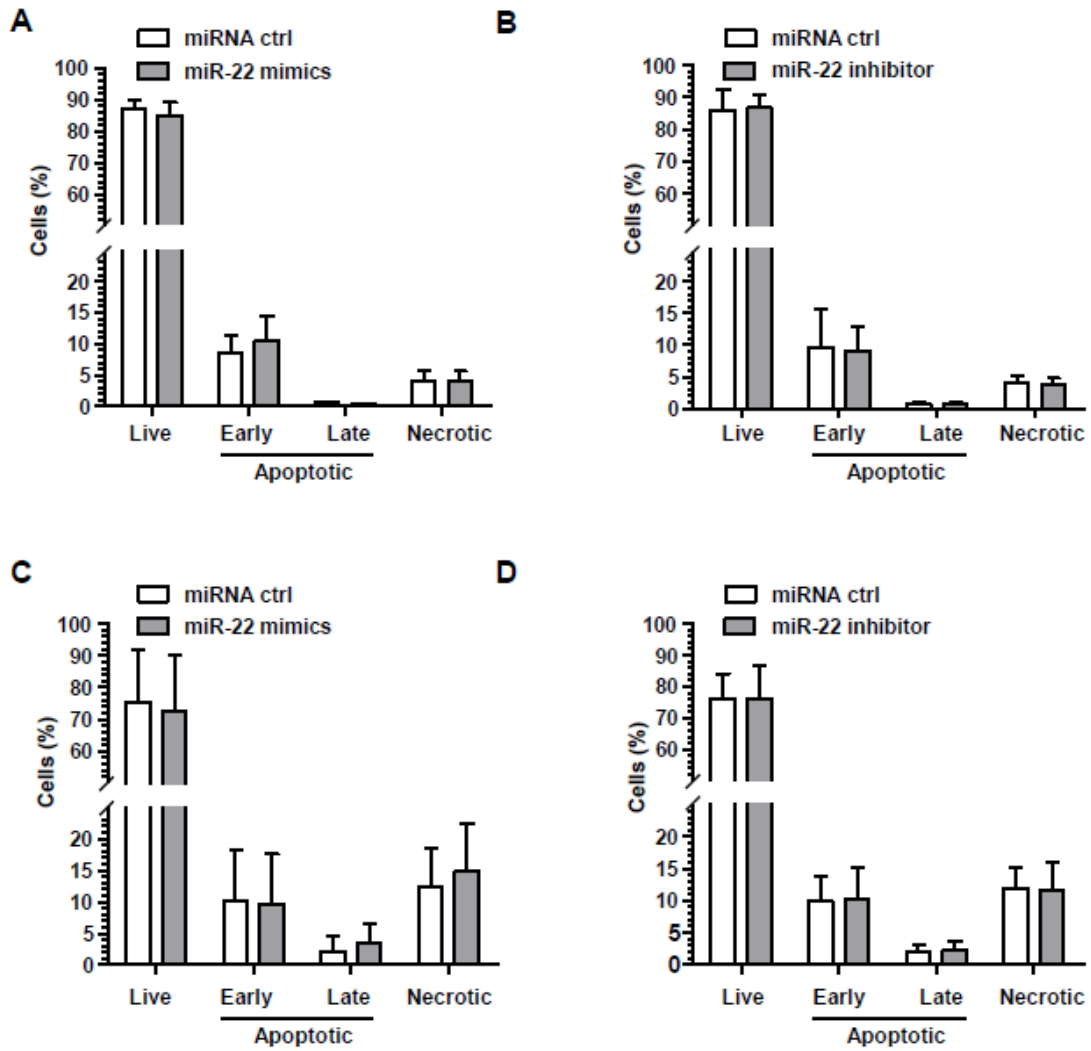 A
miRNA ctrl
miR-22 mimics
Cells (%)
100
90
80
70
60
20
15
10
5
0
Live
Early
Late
Necrotic
Apoptotic
B
miRNA ctrl
miR-22 inhibitor
Cells (%)
100
90
80
70
60
20
15
10
5
0
Live
Early
Late
Necrotic
Apoptotic
C
miRNA ctrl
miR-22 mimics
Cells (%)
100
90
80
70
60
20
15
10
5
0
Live
Early
Late
Necrotic
Apoptotic
D
miRNA ctrl
miR-22 inhibitor
Cells (%)
100
90
80
70
60
20
15
10
5
0
Live
Early
Late
Necrotic
Apoptotic